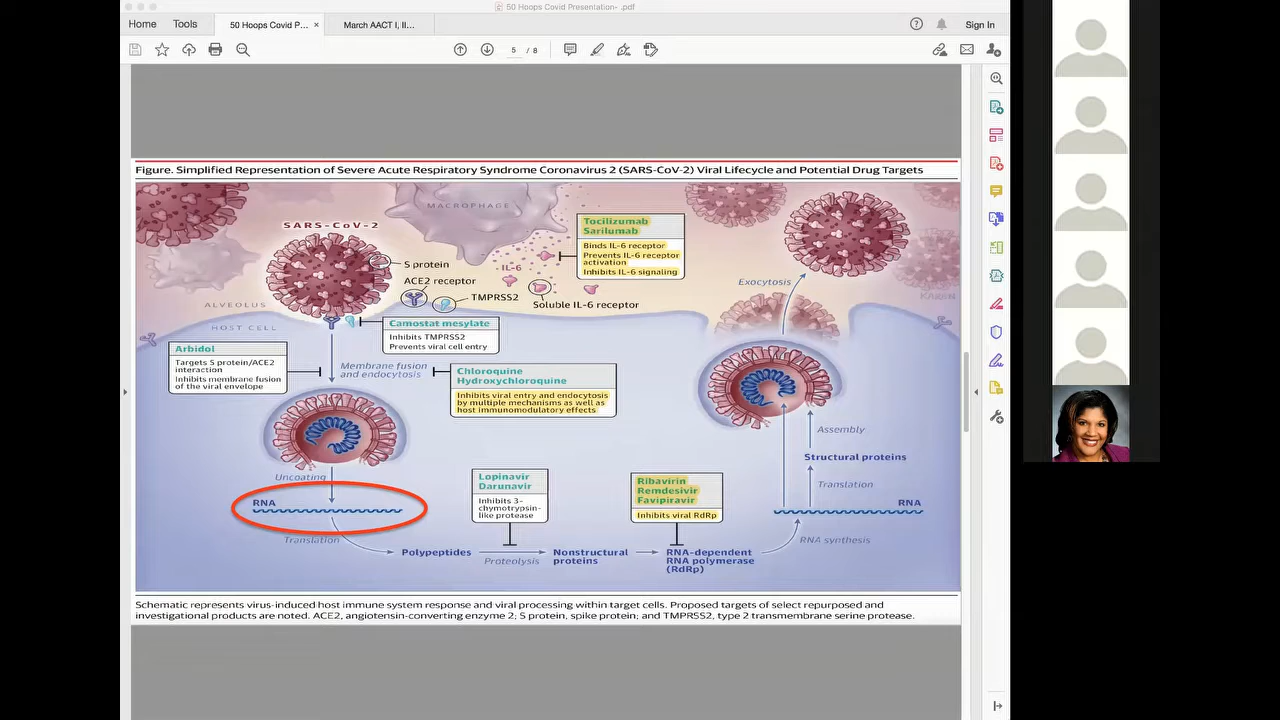 50 Hoops Covid Presentation- .pdf
Home
Tools
50 Hoops Covid P... ×
March AACT I, II...
Sign In
5 / 8
Figure. Simplified Representation of Severe Acute Respiratory Syndrome Coronavirus 2 (SARS-CoV-2) Viral Lifecycle and Potential Drug Targets
MACROPHAGE
SARS-CoV-2
Tocilizumab
Sarilumab
Binds IL-6 receptor
Prevents IL-6 receptor
activation
Inhibits IL-6 signaling
S protein
IL-6
ACE2 receptor
TMPRSS2
Soluble IL-6 receptor
Exocytosis
ALVEOLUS
HOST CELL
Camostat mesylate
Inhibits TMPRSS2
Prevents viral cell entry
Arbidol
Targets S protein/ACE2
interaction
Inhibits membrane fusion
of the viral envelope
Membrane fusion
and endocytosis
Chloroquine
Hydroxychloroquine
Inhibits viral entry and endocytosis
by multiple mechanisms as well as
host immunomodulatory effects
Assembly
Structural proteins
Uncoating
Lopinavir
Darunavir
Inhibits 3-
chymotrypsin-
like protease
Ribavirin
Remdesivir
Favipiravir
Inhibits viral RdRp
Translation
RNA
RNA
Translation
RNA synthesis
Polypeptides
Proteolysis
Nonstructural
proteins
RNA-dependent
RNA polymerase
(RdRp)
Schematic represents virus-induced host immune system response and viral processing within target cells. Proposed targets of select repurposed and
investigational products are noted. ACE2, angiotensin-converting enzyme 2; S protein, spike protein; and TMPRSS2, type 2 transmembrane serine protease.